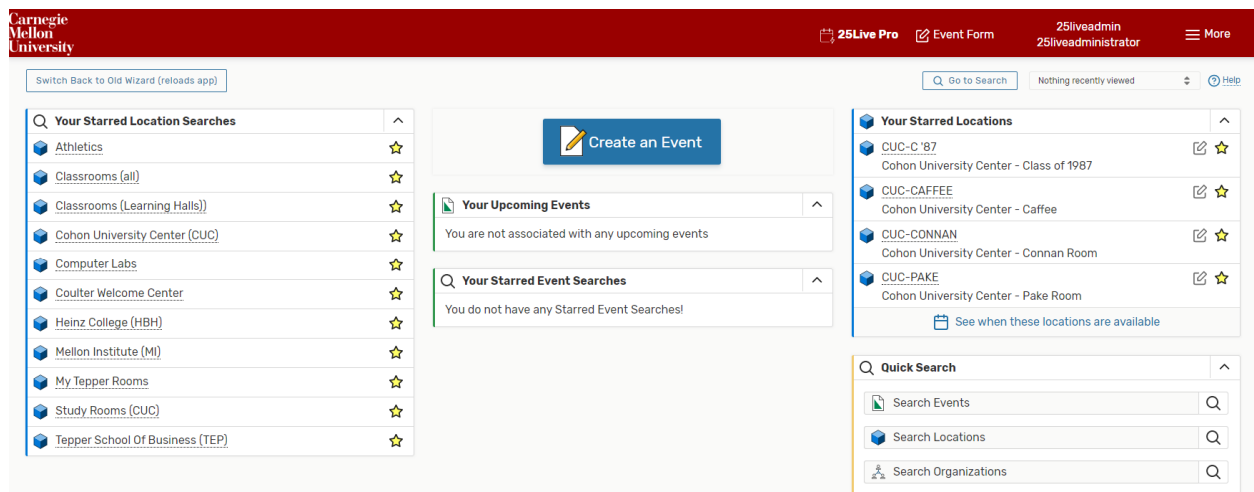 Carnegie
Mellon
University
25Live Pro
Event Form
25liveadmin
25liveadministrator
More
Switch Back to Old Wizard (reloads app)
Go to Search
Nothing recently viewed
Help
Your Starred Location Searches
Athletics
Classrooms (all)
Classrooms (Learning Halls))
Cohon University Center (CUC)
Computer Labs
Coulter Welcome Center
Heinz College (HBH)
Mellon Institute (MI)
My Tepper Rooms
Study Rooms (CUC)
Tepper School Of Business (TEP)
Create an Event
Your Upcoming Events
You are not associated with any upcoming events
Your Starred Event Searches
You do not have any Starred Event Searches!
Your Starred Locations
CUC-C '87
Cohon University Center - Class of 1987
CUC-CAFFEE
Cohon University Center - Caffee
CUC-CONNAN
Cohon University Center - Connan Room
CUC-PAKE
Cohon University Center - Pake Room
See when these locations are available
Quick Search
Search Events
Search Locations
Search Organizations